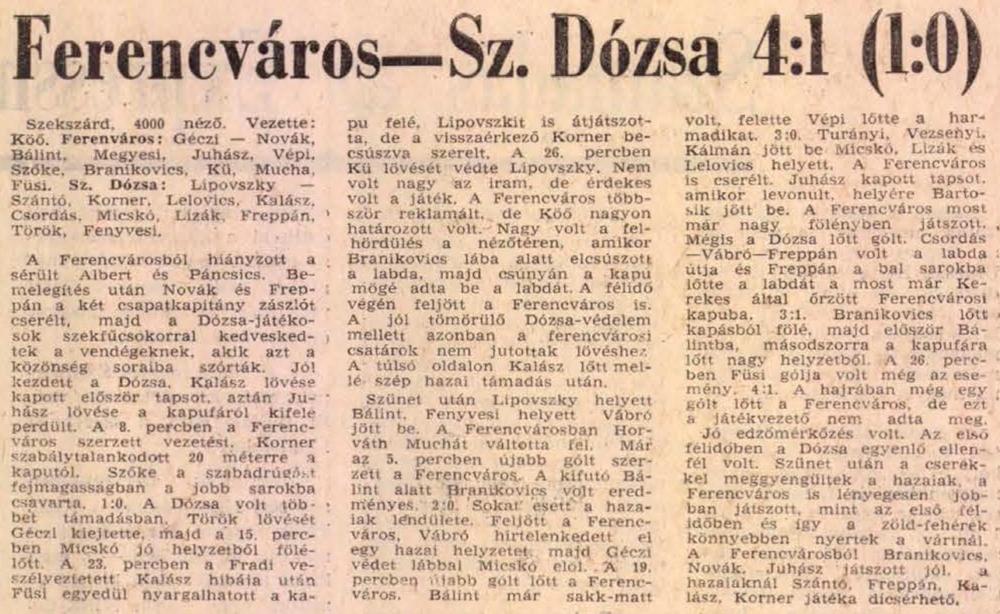 Ferencváros—Sz. Dózsa 4:1 (1:0)
Szekszárd, 4000 néző. Vezette:
Köő. Ferenváros: Géczi — Novák,
Bálint, Megyesi, Juhász, Vépi,
Szőke, Branikovics, Kü, Mucha,
Füsi. Sz. Dózsa: Lipovszky —
Szántó, Korner, Lelovics, Kalász,
Csordás, Micskó, Lizák, Freppán,
Török, Fenyvesi.
A Ferencvárosból hiányzott a
sérült Albert és Páncsics. Be-
melegítés után Novák és Frep-
pán a két csapatkapitány zászlót
cserélt, majd a Dózsa-játéko-
sok szekfűcsokorral kedvesked-
tek a vendégeknek, akik azt a
közönség soraiba szórták. Jól
kezdett a Dózsa. Kalász lövése
kapott először tapsot, aztán Ju-
hász lövése a kapufáról kifele
perdült. A 8. percben a Ferenc-
város szerzett vezetést. Korner
szabálytalankodott 20 méterre a
kaputól. Szőke a szabadrúgást
fejmagasságban a jobb sarokba
csavarta. 1:0. A Dózsa volt töb-
bet támadásban. Török lövését
Géczi kiejtette, majd a 15. perc-
ben Micskó jó helyzetből fölé-
lőtt. A 23. percben a Fradi ve-
szélyeztetett Kalász hibáia után
Füsi egyedül nyargalhatott a ka-
pu felé, Lipovszkit is átjátszot-
ta, de a visszaérkező Korner be-
csúszva szerelt. A 26. percben
Kü lövését védte Lipovszky. Nem
volt nagy az iram, de érdekes
volt a játék. A Ferencváros több-
ször reklamált, de Köő nagyon
határozott volt. Nagy volt a fel-
hördülés a nézőtéren, amikor
Branikovics lába alatt elcsúszott
a labda, majd csúnyán a kapu
mögé adta be a labdát. A félidő
végén feljött a Ferencváros is.
A jól tömörülő Dózsa-védelem
mellett azonban a ferencvárosi
csatárok nem jutottak lövéshez
A túlsó oldalon Kalász lőtt mel-
lé szép hazai támadás után.
Szünet után Lipovszky helyett
Bálint. Fenyvesi helyett Vábró
jött be. A Ferencvárosban Hor-
váth Muchát váltotta fel. Már
az 5. percben újabb gólt szer-
zett a Ferencváros. A kifutó Bá-
lint alatt Branikovics volt ered-
ményes. 2:0. Sokat esett a haza-
iak lendülete. Feljött a Ferenc-
város, Vábró hirtelenkedett el
egy hazai helyzetet, majd Géczi
védet lábbal Micskó elől. A 19.
percben újabb gólt lőtt a Ferenc-
város. Bálint már sakk-matt
volt, felette Vépi lőtte a har-
madikat. 3:0. Turányi, Vezsenyi,
Kálmán jött be Micskó, Lizák és
Lelovics helyett. A Ferencváros
is cserélt. Juhász kapott tapsot,
amikor levonult, helyére Barto-
sik jött be. A Ferencváros most
már nagy fölényben játszott.
Mégis a Dózsa lőtt gólt. Csordás
—Vábró—Freppán volt a labda
útja és Freppán a bal sarokba
lőtte a labdát a most már Ke-
rekes által őrzött Ferencvárosi
kapuba. 3:1. Branikovics lőtt
kapásból fölé, majd először Bá-
lintba, másodszorra a kapufára
lőtt nagy helyzetből. A 26. perc-
ben Füsi gólja volt még az ese-
mény. 4:1. A hajrában még egy
gólt lőtt a Ferencváros, de ezt
a játékvezető nem adta meg.
Jó edzőmérkőzés volt. Az első
félidőben a Dózsa egyenlő ellen-
fél volt. Szünet után a cserék-
kel meggyengültek a hazaiak, a
Ferencváros is lényegesen job-
ban játszott, mint az első fél-
időben és így a zöld-fehérek
könnyebben nyertek a vártnál.
A Ferencvárosból Branikovics,
Novák, Juhász játszott jól, a
hazaiaknál Szántó, Freppán, Ka-
lász, Korner játéka dicsérhető.